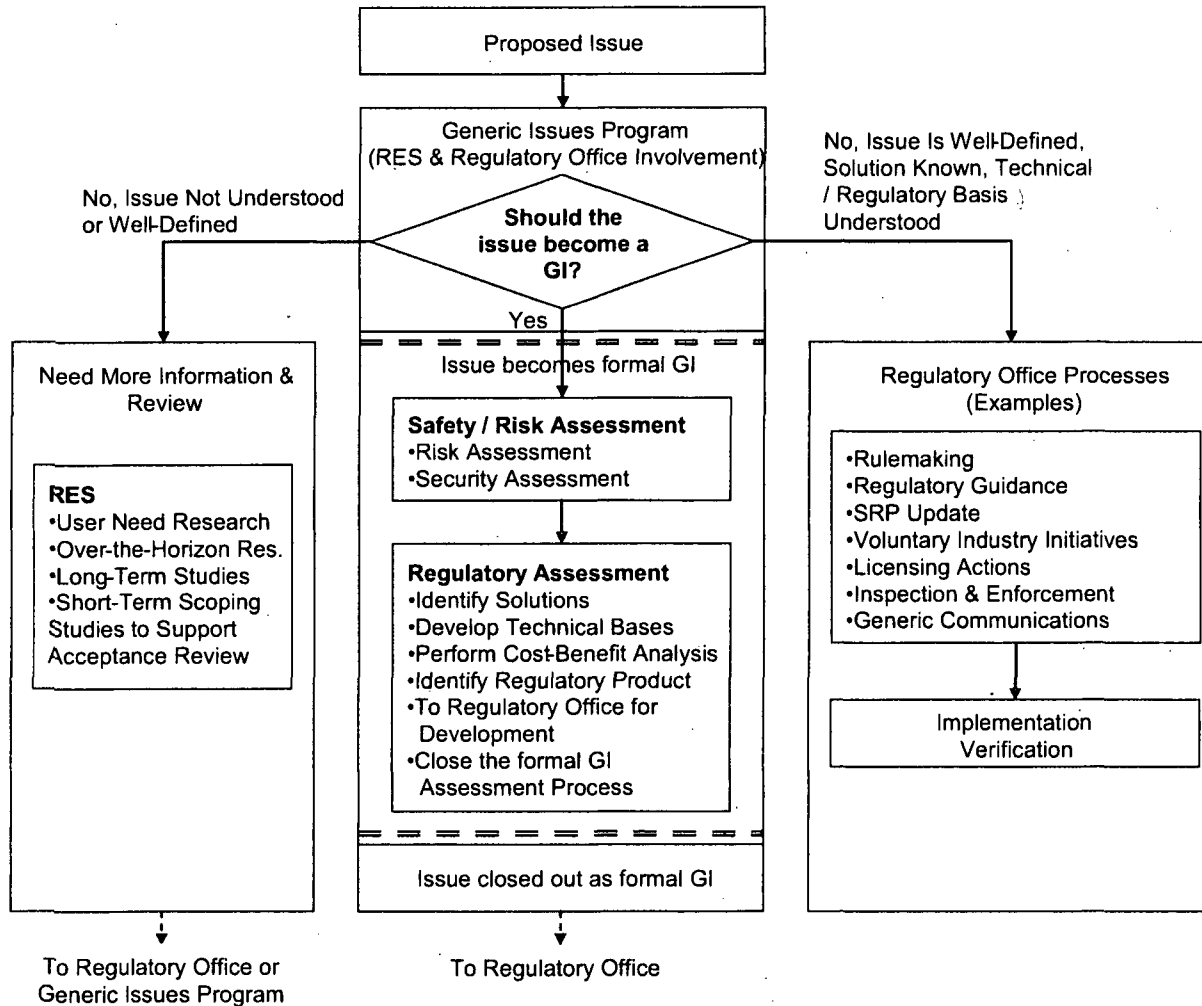 Proposed Issue
Generic Issues Program
(RES & Regulatory Office Involvement)
Should the
issue become a
GI?
No, Issue Not Understood
or Well-Defined
No, Issue Is Well-Defined,
Solution Known, Technical
/ Regulatory Basis
Understood
Yes
Need More Information &
Review
RES
•User Need Research
•Over-the-Horizon Res.
•Long-Term Studies
•Short-Term Scoping
Studies to Support
Acceptance Review
To Regulatory Office or
Generic Issues Program
Issue becomes formal GI
Safety / Risk Assessment
•Risk Assessment
•Security Assessment
Regulatory Assessment
•Identify Solutions
•Develop Technical Bases
•Perform Cost-Benefit Analysis
•Identify Regulatory Product
•To Regulatory Office for
Development
•Close the formal GI
Assessment Process
Issue closed out as formal GI
To Regulatory Office
Regulatory Office Processes
(Examples)
•Rulemaking
•Regulatory Guidance
•SRP Update
•Voluntary Industry Initiatives
•Licensing Actions
•Inspection & Enforcement
•Generic Communications
Implementation
Verification